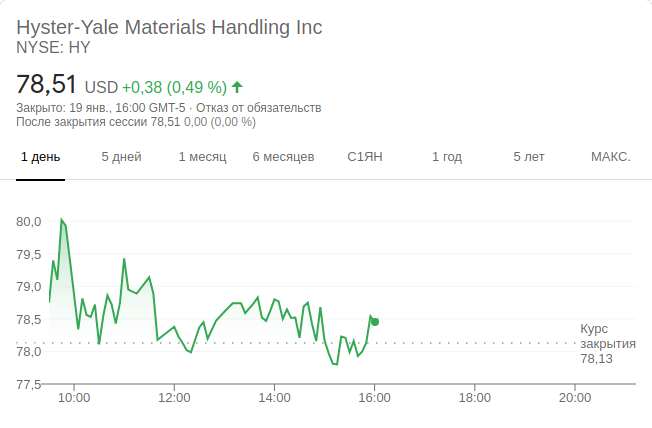 Hyster-Yale Materials Handling Inc
NYSE: HY
78,51 USD +0,38 (0,49 %)
Закрыто: 19 янв., 16:00 GMT-5 · Отказ от обязательств
После закрытия сессии 78,51 0,00 (0,00 %)
1 день 5 дней 1 месяц 6 месяцев С1ЯН 1 год 5 лет МАКС.
80,0
79,5
79,0
78,5
78,0
77,5
Курс
закрытия
78,13
10:00 12:00 14:00 16:00 18:00 20:00